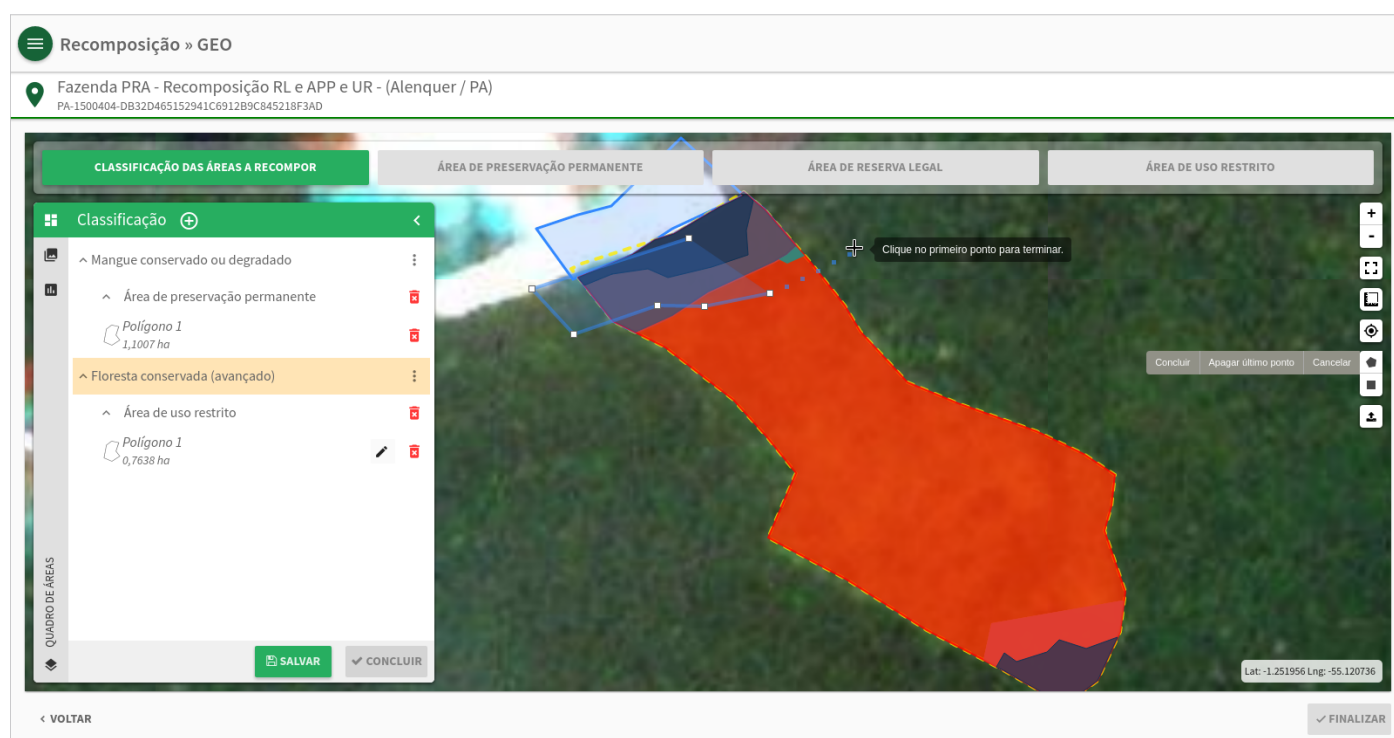 Recomposição » GEO
Fazenda PRA - Recomposição RL e APP e UR - (Alenquer / PA)
PA-1500404-DB32D465152941C6912B9C845218F3AD
CLASSIFICAÇÃO DAS ÁREAS A RECOMPOR
ÁREA DE PRESERVAÇÃO PERMANENTE
ÁREA DE RESERVA LEGAL
ÁREA DE USO RESTRITO
Classificação
Mangue conservado ou degradado
Área de preservação permanente
Polígono 1
1,1007 ha
Floresta conservada (avançado)
Área de uso restrito
Polígono 1
0,7638 ha
QUADRO DE ÁREAS
SALVAR
CONCLUIR
Clique no primeiro ponto para terminar.
+
-
Concluir Apagar último ponto Cancelar
Lat: -1.251956 Lng: -55.120736
< VOLTAR
FINALIZAR